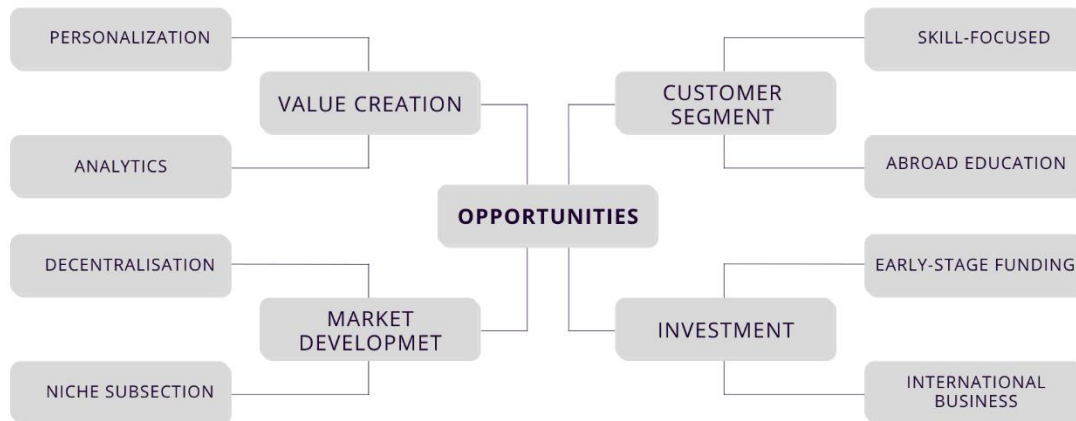 PERSONALIZATION
VALUE CREATION
ANALYTICS
SKILL-FOCUSED
CUSTOMER
SEGMENT
ABROAD EDUCATION
OPPORTUNITIES
DECENTRALISATION
MARKET
DEVELOPMET
NICHE SUBSECTION
EARLY-STAGE FUNDING
INVESTMENT
INTERNATIONAL
BUSINESS